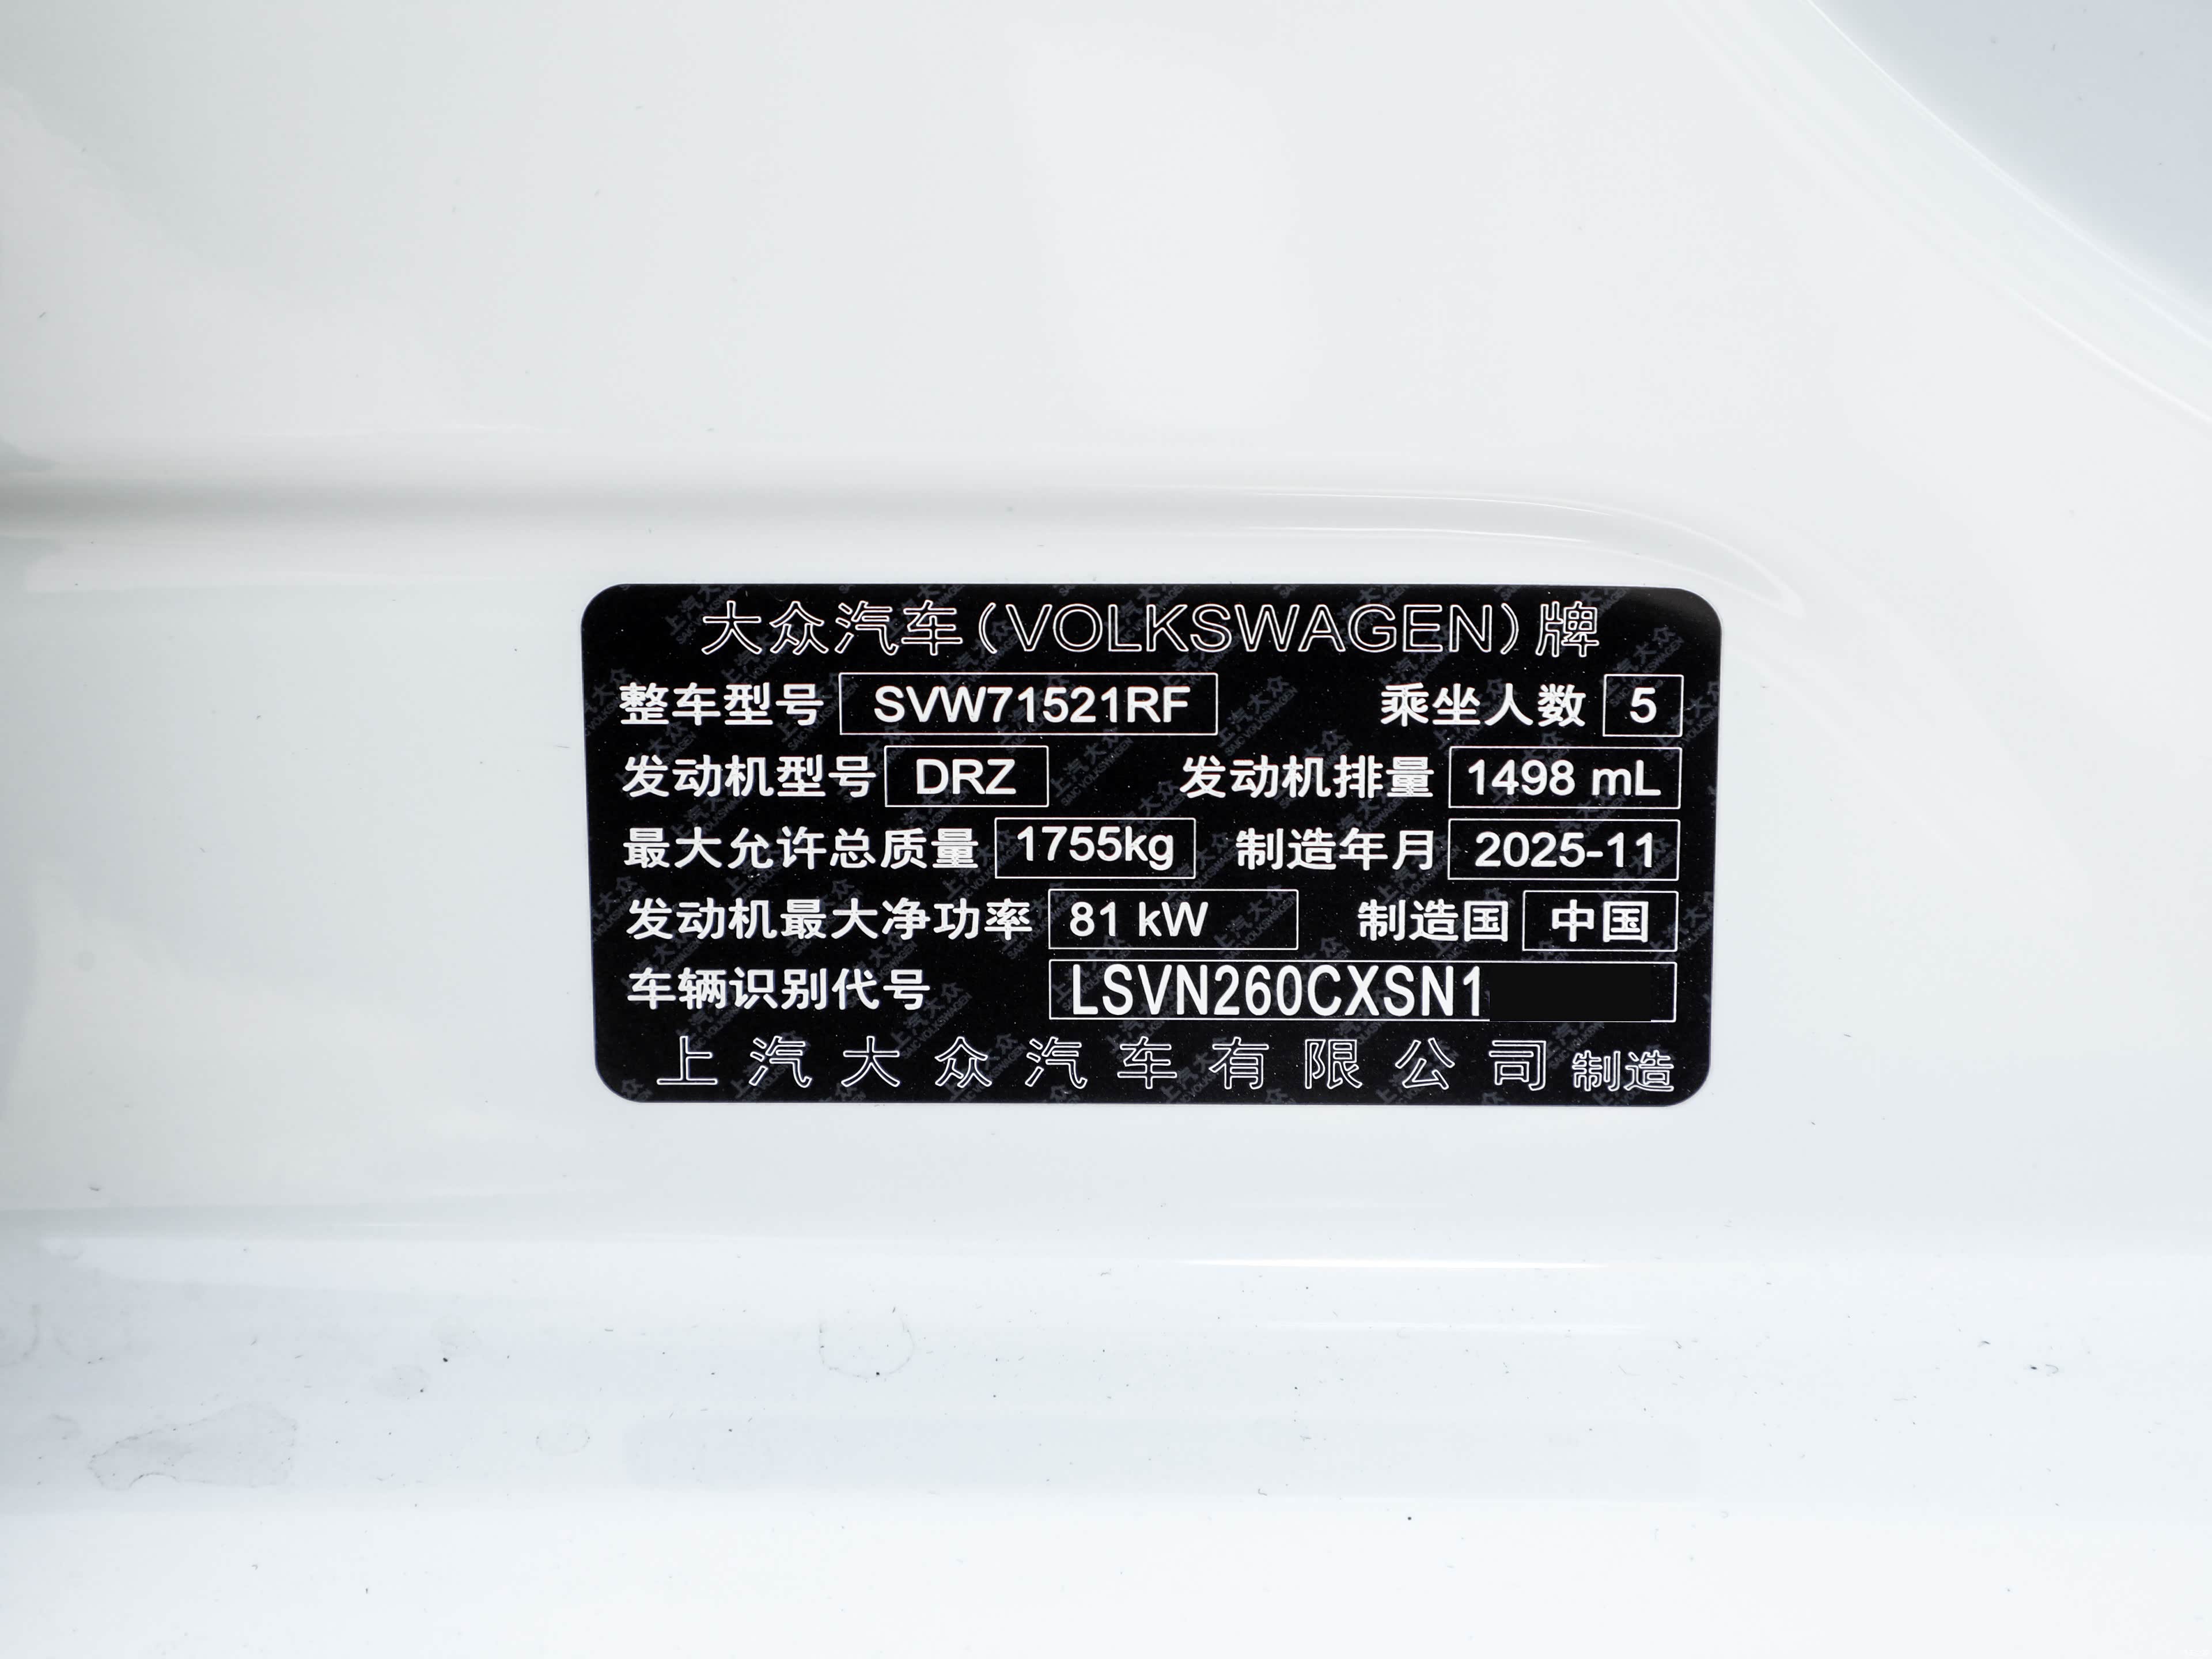 大众汽车(VOLKSWAGEN)牌
整车型号 SVW71521RF 乘坐人数 5
发动机型号 DRZ 发动机排量 1498 mL
最大允许总质量 1755kg 制造年月 2025-11
发动机最大净功率 81 kW 制造国 中国
车辆识别代号 LSVN260CXSN1
上汽大众汽车有限公司制造